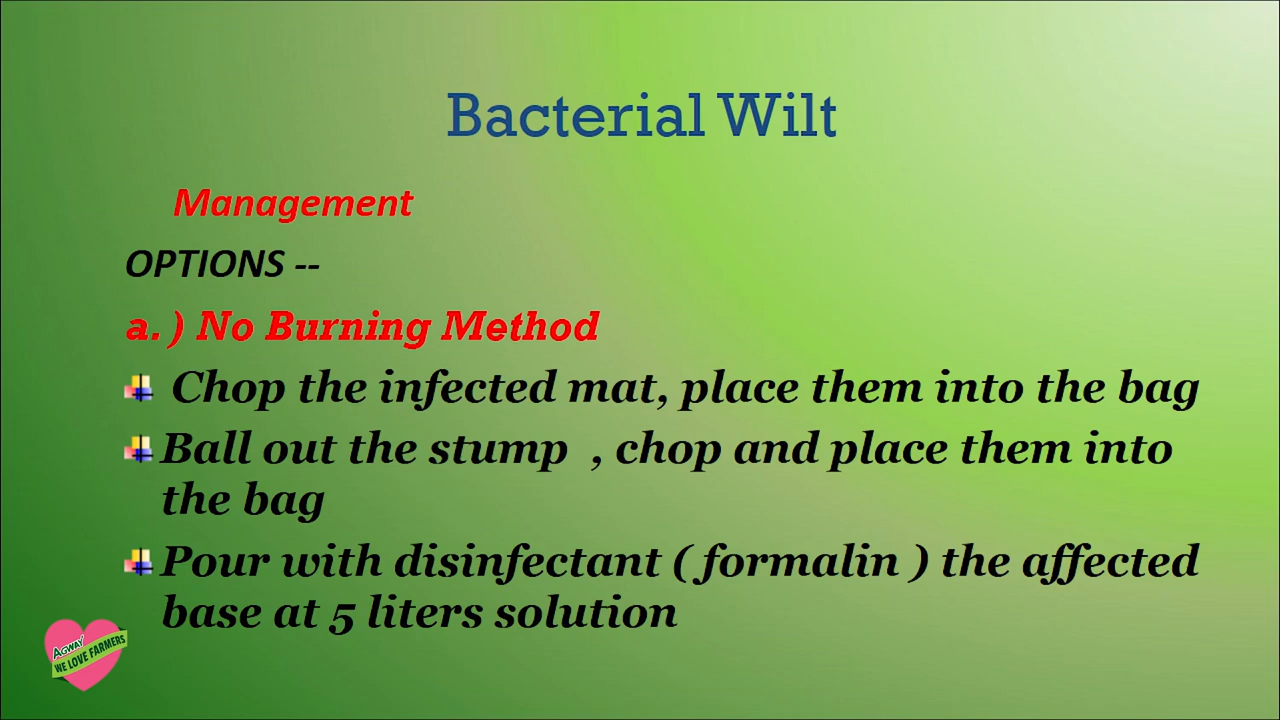 Bacterial Wilt
Management
OPTIONS --
a. ) No Burning Method
Chop the infected mat, place them into the bag
Ball out the stump , chop and place them into
the bag
Pour with disinfectant ( formalin ) the affected
base at 5 liters solution
AGWAY
WE LOVE FARMERS